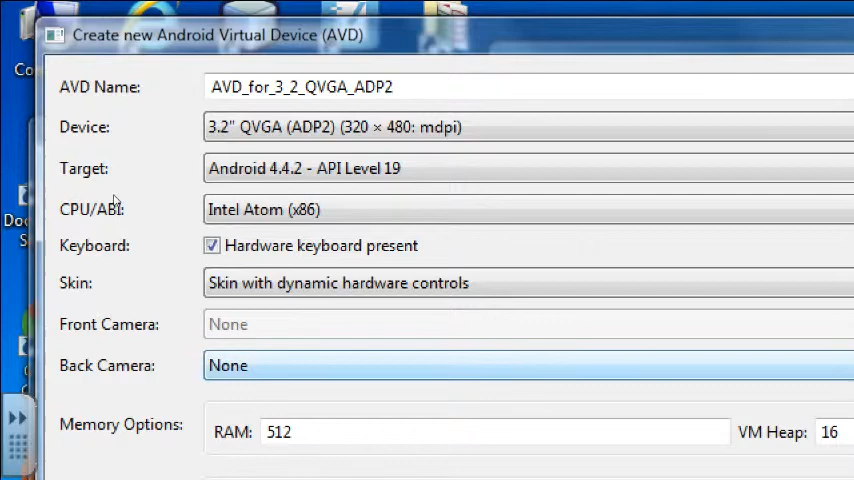 Create new Android Virtual Device (AVD)
AVD Name: AVD_for_3_2_QVGA_ADP2
Device: 3.2" QVGA (ADP2) (320 × 480: mdpi)
Target: Android 4.4.2 - API Level 19
CPU/ABI: Intel Atom (x86)
Keyboard: Hardware keyboard present
Skin: Skin with dynamic hardware controls
Front Camera: None
Back Camera: None
Memory Options: RAM: 512 VM Heap: 16